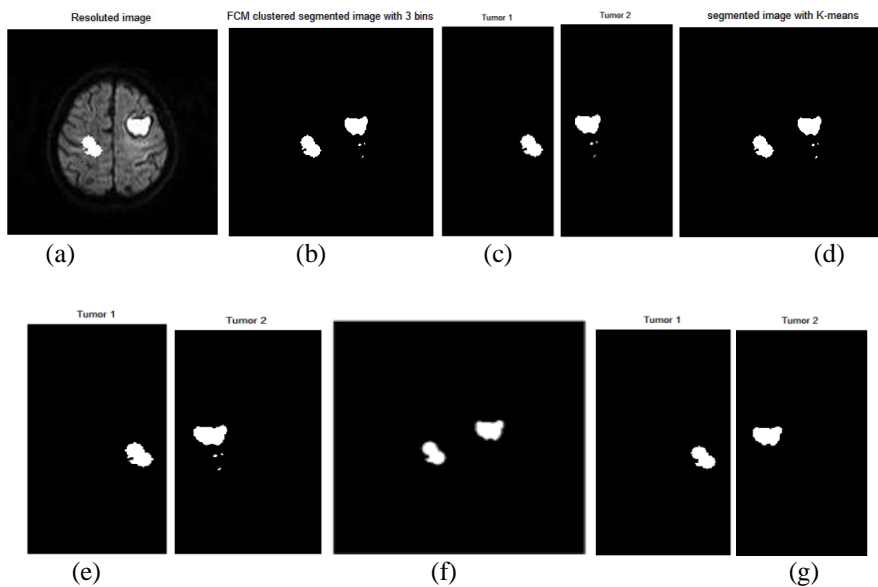 Resoluted image
FCM clustered segmented image with 3 bins
Tumor 1
Tumor 2
segmented image with K-means
(a)
(b)
(c)
(d)
Tumor 1
Tumor 2
Tumor 1
Tumor 2
(e)
(f)
(g)